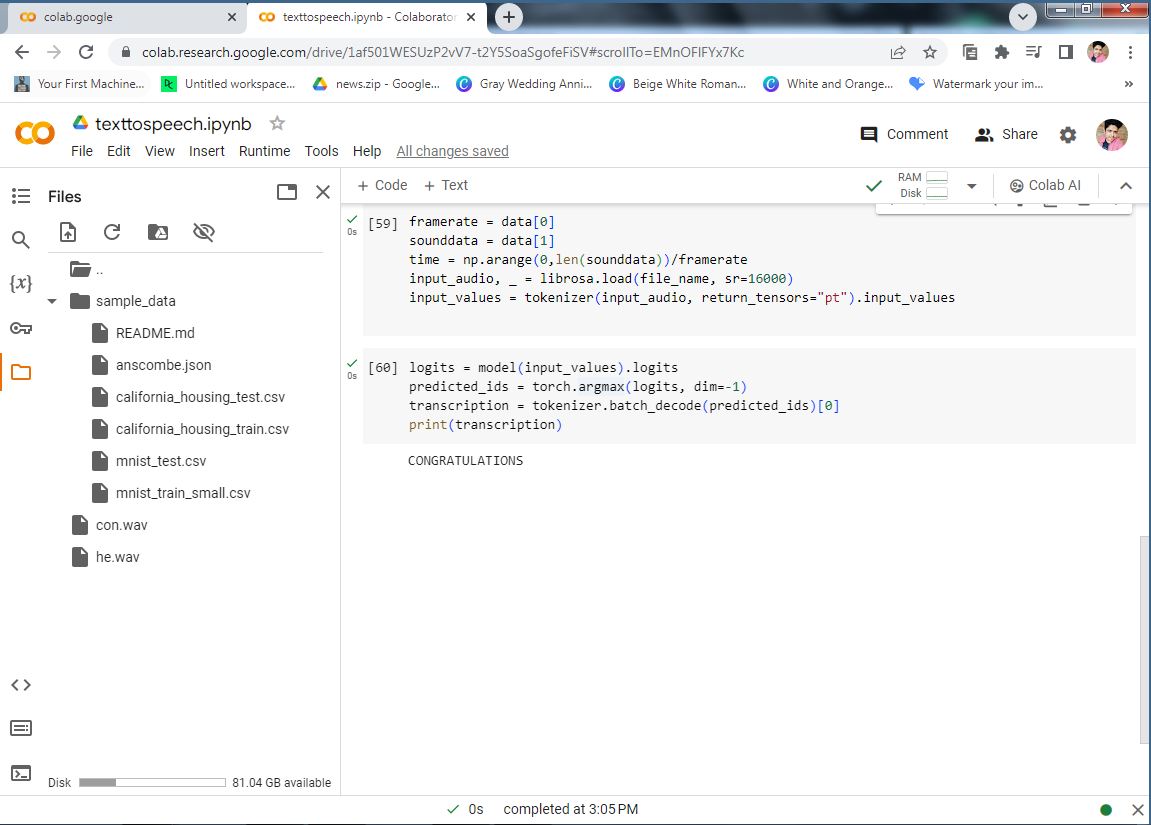 colab.google
texttospeech.ipynb - Colaborator
colab.research.google.com/drive/1af501WESUzP2vV7-t2Y5SoaSgofeFiSV#scrollTo=EMnOFIFYx7Kc
Your First Machine...
Untitled workspace...
news.zip - Google...
Gray Wedding Anni...
Beige White Roman...
White and Orange...
Watermark your im...
texttospeech.ipynb
Comment
Share
File Edit View Insert Runtime Tools Help All changes saved
Files
+ Code + Text
RAM
Disk
Colab AI
..
sample_data
README.md
anscombe.json
california_housing_test.csv
california_housing_train.csv
mnist_test.csv
mnist_train_small.csv
con.wav
he.wav
Disk
81.04 GB available
[59] framerate = data[0]
0s
sounddata = data[1]
time = np.arange(0,len(sounddata))/framerate
input_audio, _ = librosa.load(file_name, sr=16000)
input_values = tokenizer(input_audio, return_tensors="pt").input_values
[60] logits = model(input_values).logits
0s
predicted_ids = torch.argmax(logits, dim=-1)
transcription = tokenizer.batch_decode(predicted_ids)[0]
print(transcription)
CONGRATULATIONS
0s completed at 3:05 PM